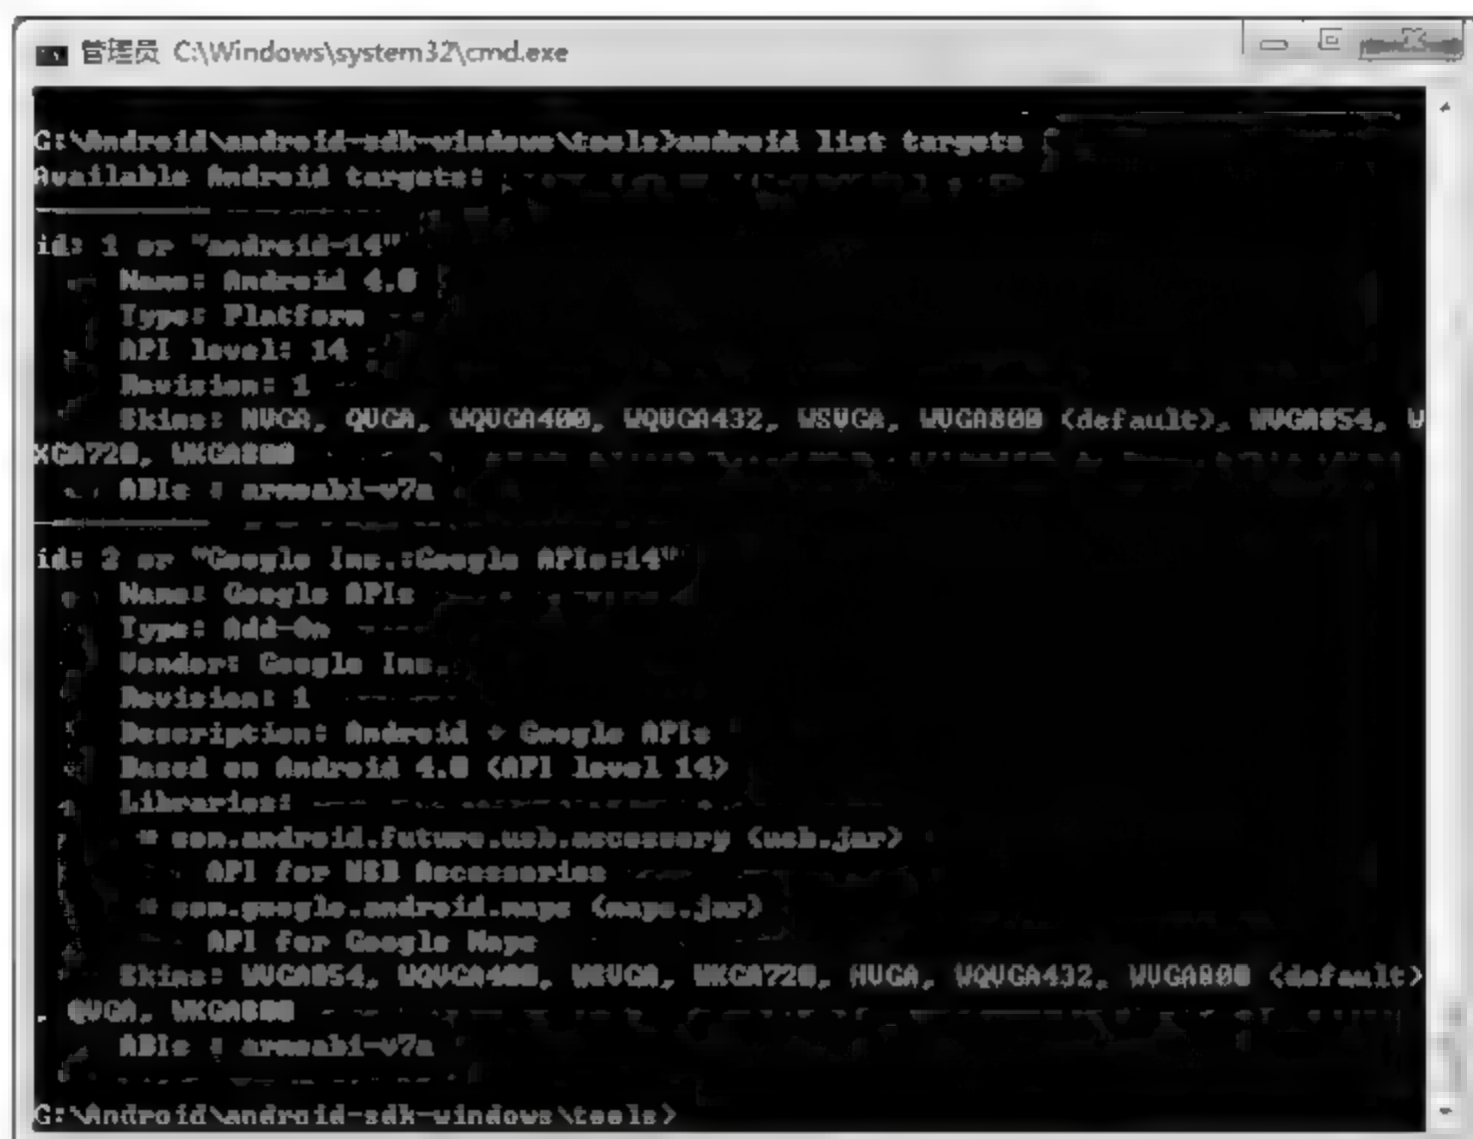 管理员 C:\Windows\system32\cmd.exe
G:\Android\android-sdk-windows\tools>android list targets
Available Android targets:
----------
id: 1 or "android-14"
Name: Android 4.0
Type: Platform
API level: 14
Revision: 1
Skins: HVGA, QVGA, WQVGA400, WQVGA432, WSVGA, WVGA800 (default), WVGA854, W
XGA720, WXGA800
ABIs : armeabi-v7a
----------
id: 2 or "Google Inc.:Google APIs:14"
Name: Google APIs
Type: Add-On
Vendor: Google Inc.
Revision: 1
Description: Android + Google APIs
Based on Android 4.0 (API level 14)
Libraries:
* com.android.future.usb.accessory (usb.jar)
API for USB Accessories
* com.google.android.maps (maps.jar)
API for Google Maps
Skins: WVGA854, WQVGA400, WSVGA, WXGA720, HVGA, WQVGA432, WVGA800 (default)
, QVGA, WXGA800
ABIs : armeabi-v7a
G:\Android\android-sdk-windows\tools>